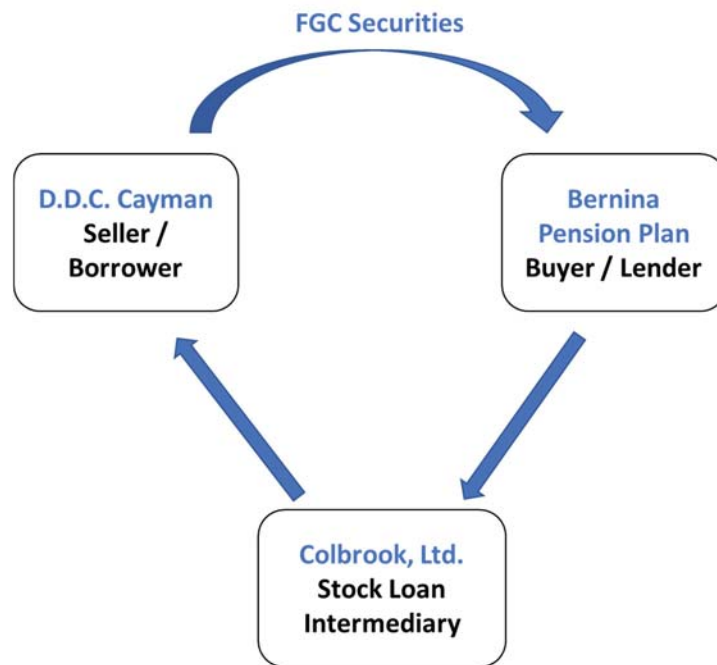 FGC Securities
D.D.C. Cayman
Seller /
Borrower
Bernina
Pension Plan
Buyer / Lender
Colbrook, Ltd.
Stock Loan
Intermediary